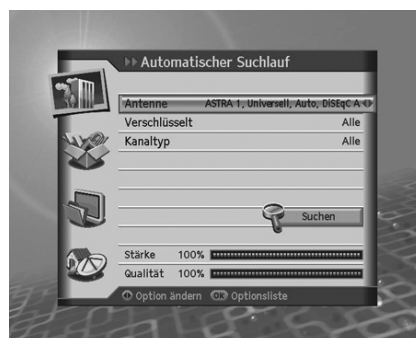 Automatischer Suchlauf
Antenne ASTRA 1, Universell, Auto, DiSEqC A
Verschlüsselt Alle
Kanaltyp Alle
Suchen
Stärke 100%
Qualität 100%
Option ändern OK Optionsliste